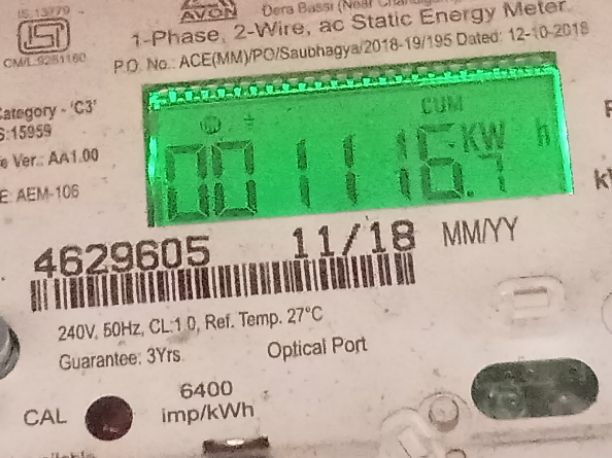 IS 13779
AVON
Dera Bassi (Near
1-Phase, 2-Wire, ac Static Energy Meter
CM/L:9281160
P.O. No.: ACE(MM)/PO/Saubhagya/2018-19/195 Dated: 12-10-2018
Category - 'C3'
S:15959
e Ver.: AA1.00
E: AEM-106
CUM
001116.7 KW h
4629605 11/18 MM/YY
240V, 50Hz, CL:1.0, Ref. Temp. 27°C
Guarantee: 3Yrs. Optical Port
CAL
6400
imp/kWh